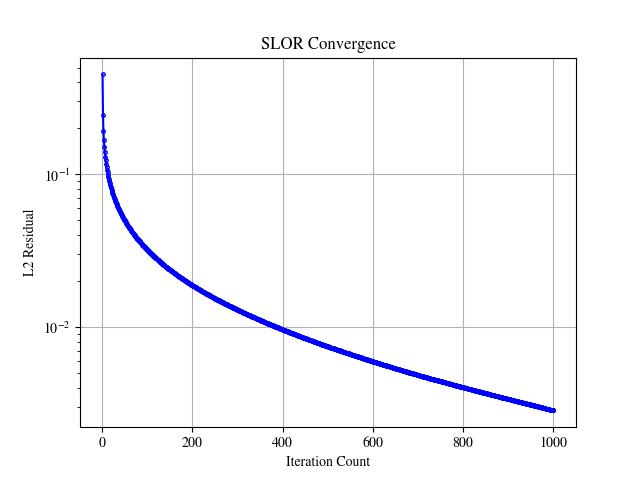 SLOR Convergence
L2 Residual
10⁻¹
10⁻²
0 200 400 600 800 1000
Iteration Count